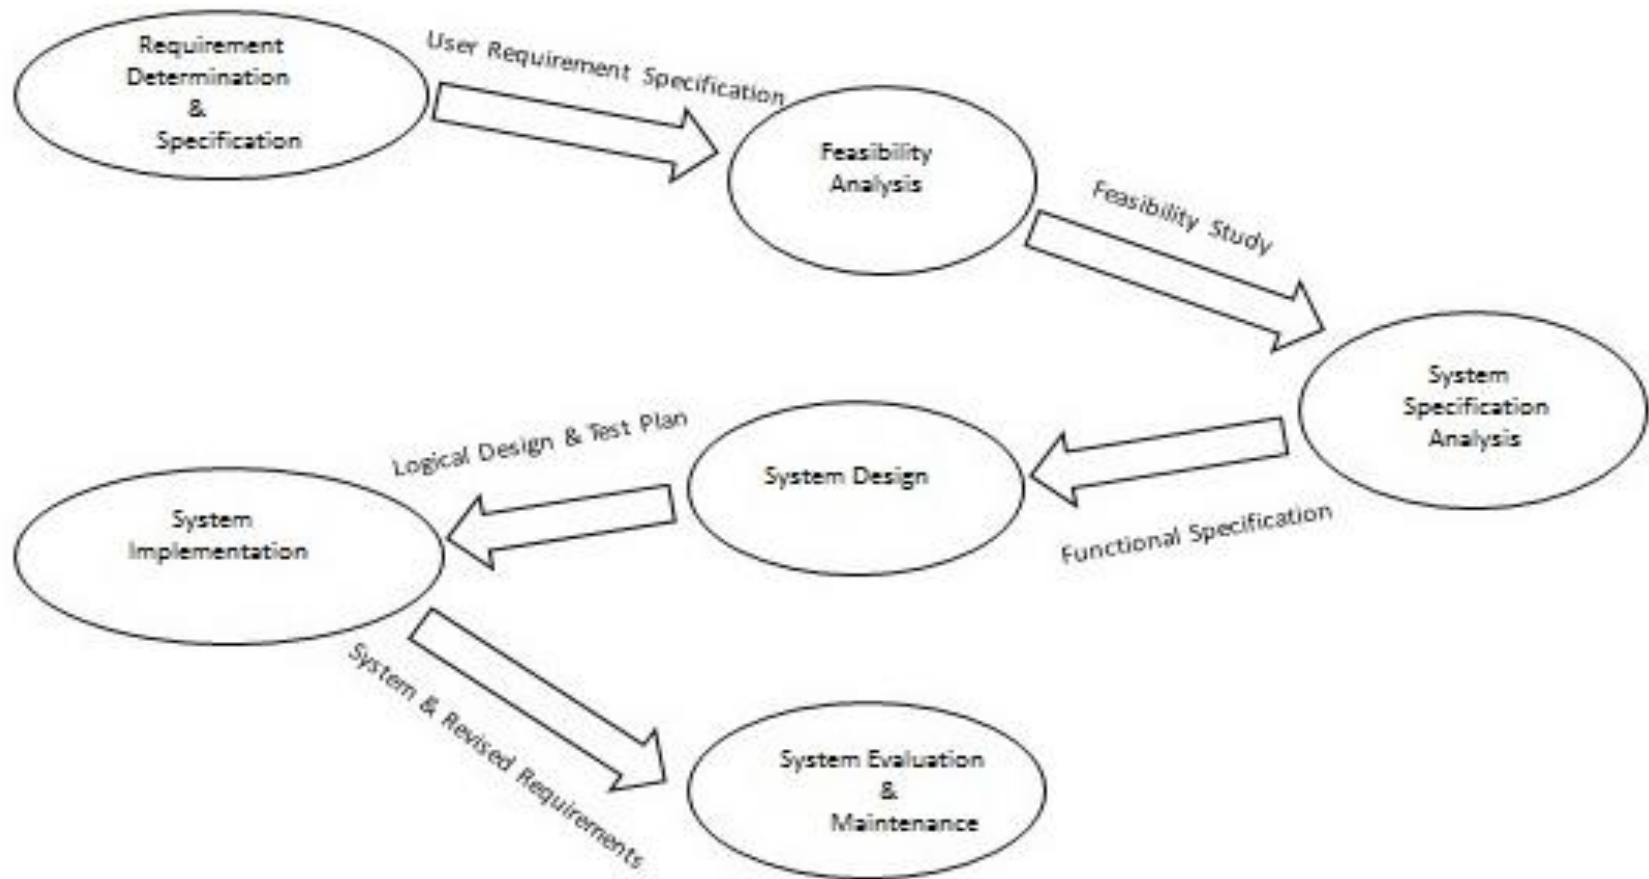 Requirement
Determination
&
Specification
User Requirement Specification
Feasibility
Analysis
Feasibility Study
System
Specification
Analysis
Functional Specification
System Design
Logical Design & Test Plan
System
Implementation
System & Revised Requirements
System Evaluation
&
Maintenance